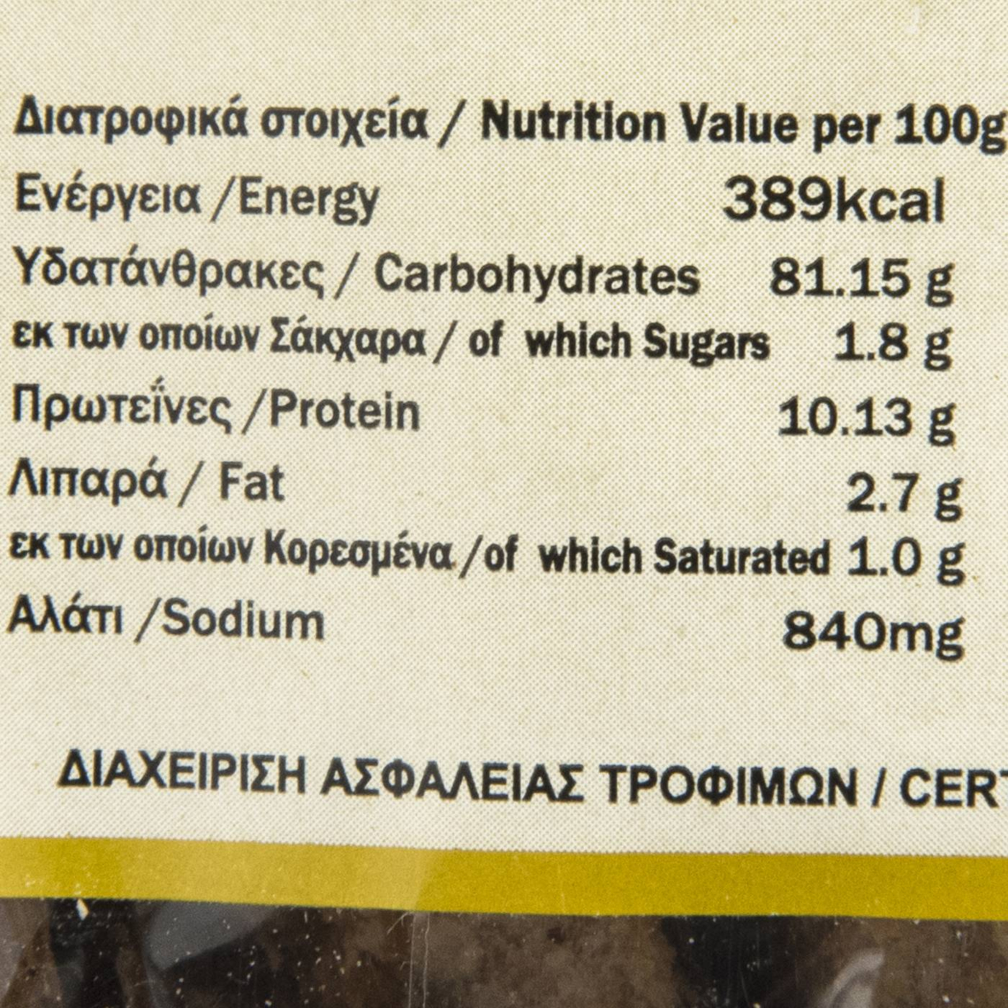 Διατροφικά στοιχεία / Nutrition Value per 100g
Ενέργεια /Energy 389kcal
Υδατάνθρακες / Carbohydrates 81.15 g
εκ των οποίων Σάκχαρα / of which Sugars 1.8 g
Πρωτεΐνες /Protein 10.13 g
Λιπαρά / Fat 2.7 g
εκ των οποίων Κορεσμένα /of which Saturated 1.0 g
Αλάτι /Sodium 840mg
ΔΙΑΧΕΙΡΙΣΗ ΑΣΦΑΛΕΙΑΣ ΤΡΟΦΙΜΩΝ / CERT